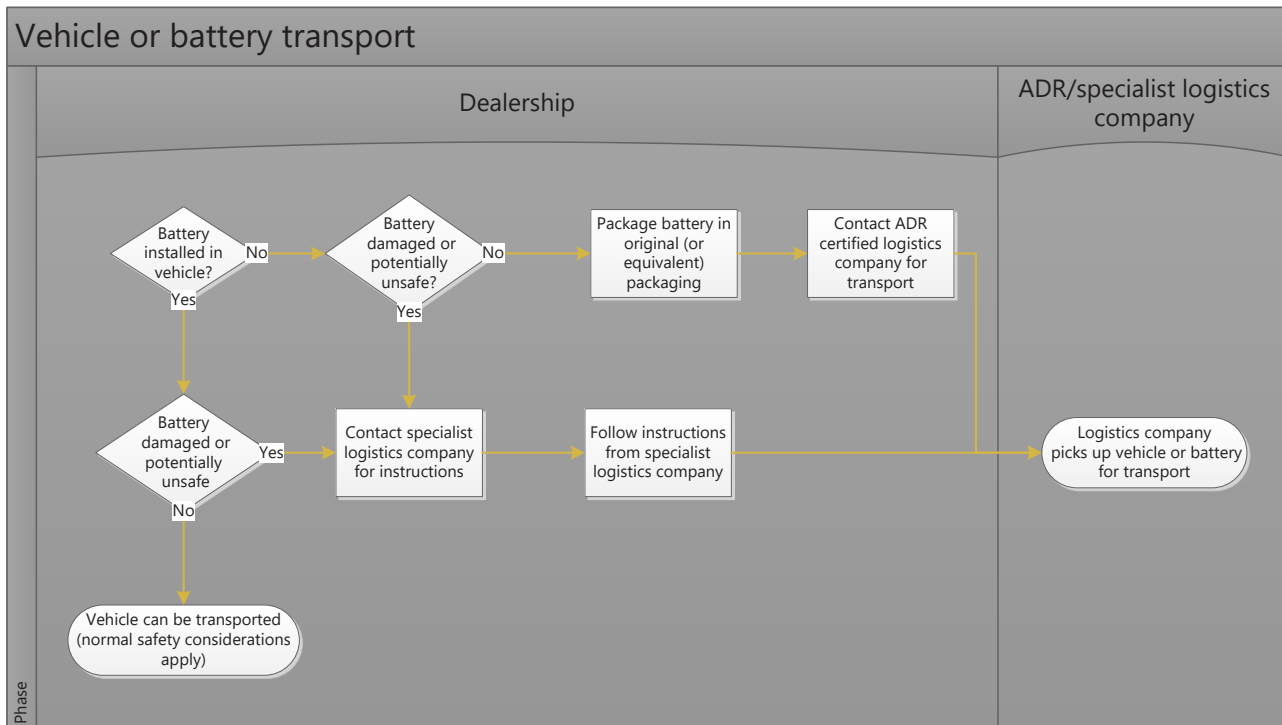 Vehicle or battery transport
Dealership
ADR/specialist logistics
company
Battery
installed in
vehicle?
No
Yes
Battery
damaged or
potentially
unsafe?
No
Yes
Package battery in
original (or
equivalent)
packaging
Contact ADR
certified logistics
company for
transport
Battery
damaged or
potentially
unsafe
Yes
No
Contact specialist
logistics company
for instructions
Follow instructions
from specialist
logistics company
Logistics company
picks up vehicle or battery
for transport
Vehicle can be transported
(normal safety considerations
apply)
Phase